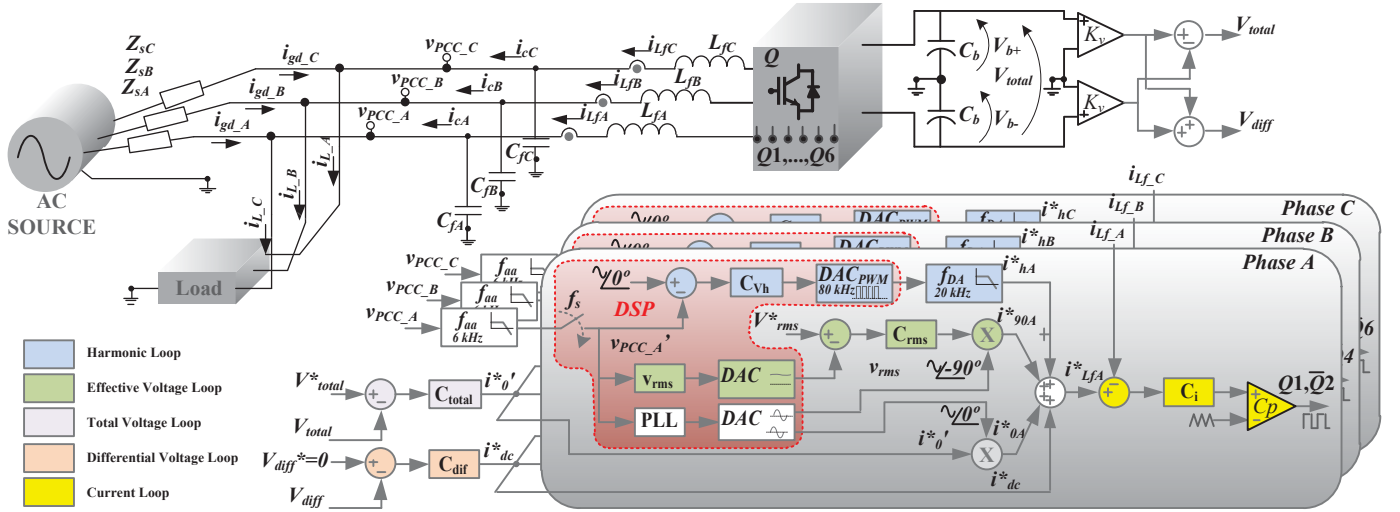 Z_sC
Z_sB
Z_sA
i_gd_C
i_gd_B
i_gd_A
v_PCC_C
v_PCC_B
v_PCC_A
i_cC
i_cB
i_cA
i_LfC
i_LfB
i_LfA
L_fC
L_fB
L_fA
C_fC
C_fB
C_fA
i_L_A
i_L_B
i_L_C
AC
SOURCE
Load
Q
Q1,...,Q6
C_b
C_b
V_b+
V_total
V_b-
K_v
K_v
V_total
V_diff
i_Lf_C
i_Lf_B
i_Lf_A
Phase C
Phase B
Phase A
i*_hC
i*_hB
i*_hA
v_PCC_C
v_PCC_B
v_PCC_A
f_aa
f_aa
f_aa
6 kHz
f_s
DSP
0°
C_Vh
DAC_PWM
80 kHz
f_DA
20 kHz
DAC_PWM
f_DA
v_PCC_A'
V*_rms
C_rms
X
i*_90A
v_rms
-90°
v_rms
DAC
PLL
DAC
0°
i*_0'
X
i*_0A
i*_dc
i*_LfA
C_i
Cp
Q1,Q̅2
Q̅6
V*_total
V_total
C_total
i*_0'
V_diff*=0
V_diff
C_dif
i*_dc
Harmonic Loop
Effective Voltage Loop
Total Voltage Loop
Differential Voltage Loop
Current Loop